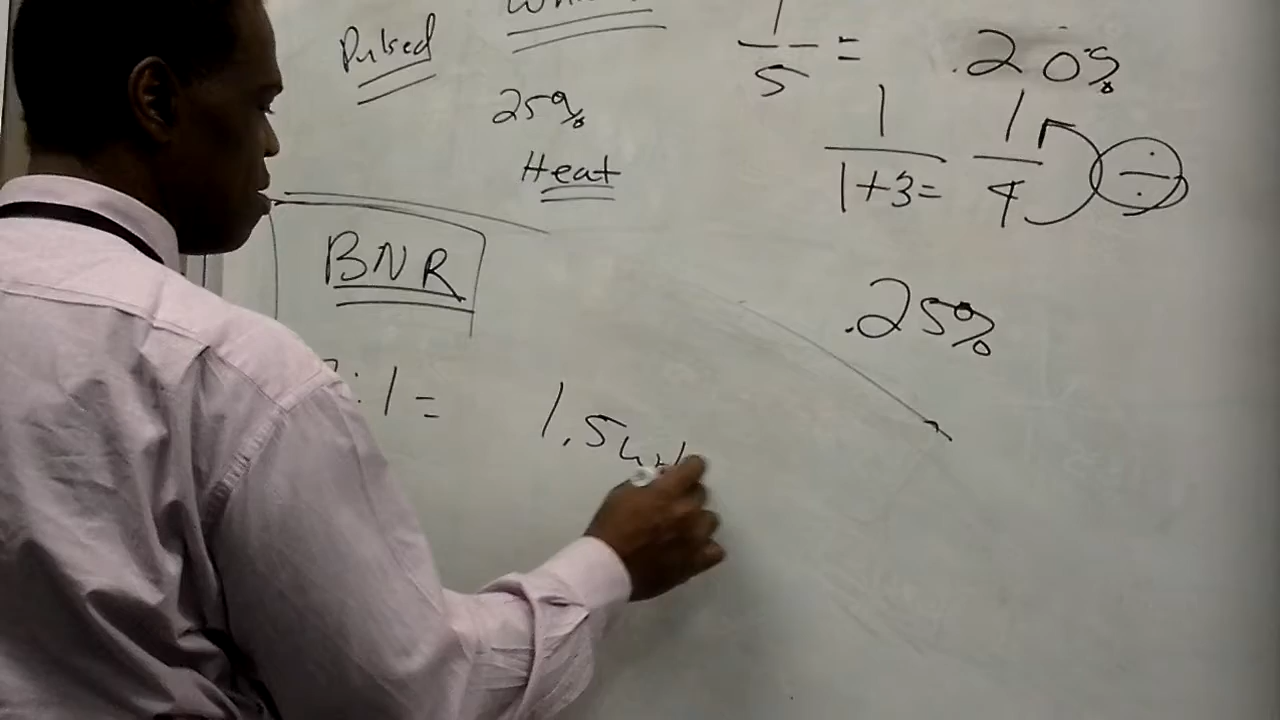 Pulsed
25%
Heat
BNR
: 1 =
1.5
1
5 = .20%
1 1
1+3= 4 ÷
.25%